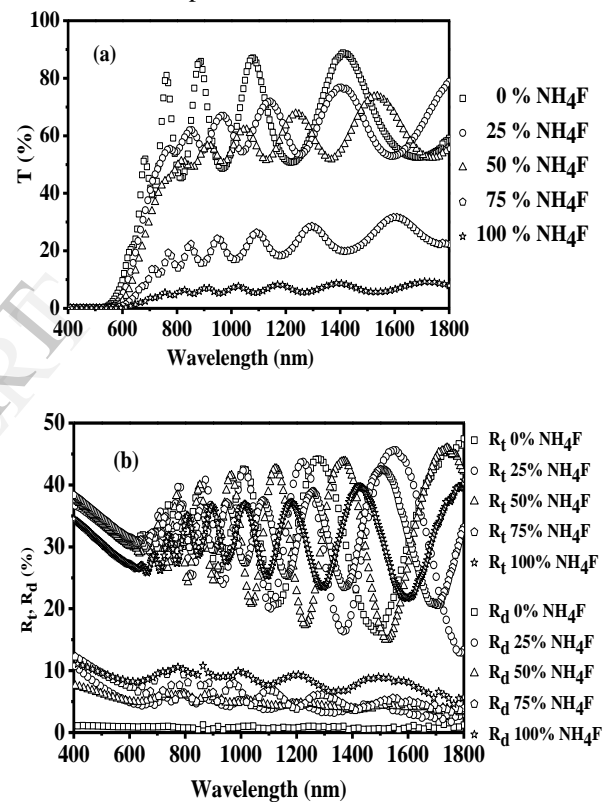 (a)
100
80
60
40
20
0
T (%)
400 600 800 1000 1200 1400 1600 1800
Wavelength (nm)
0 % NH4F
25 % NH4F
50 % NH4F
75 % NH4F
100 % NH4F
(b)
50
40
30
20
10
0
Rt, Rd (%)
400 600 800 1000 1200 1400 1600 1800
Wavelength (nm)
Rt 0% NH4F
Rt 25% NH4F
Rt 50% NH4F
Rt 75% NH4F
Rt 100% NH4F
Rd 0% NH4F
Rd 25% NH4F
Rd 50% NH4F
Rd 75% NH4F
Rd 100% NH4F